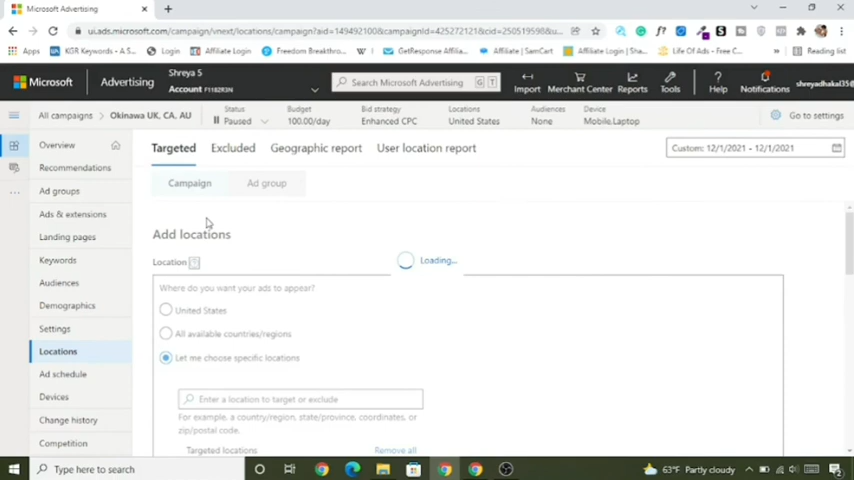 Microsoft Advertising
ui.ads.microsoft.com/campaign/vnext/locations/campaign?aid=149492100&campaignId=425272121&cid=250519598&u...
Apps KGR Keywords - A S... Login Affiliate Login Freedom Breakthro... GetResponse Affilia... Affiliate | SamCart Affiliate Login | Sha... Life Of Ads - Free C... Reading list
Microsoft Advertising
Shreya S
Account F1182R3N
Search Microsoft Advertising G T
Import Merchant Center Reports Tools Help Notifications shreyadhakal35@
All campaigns > Okinawa UK, CA, AU
Status
Paused
Budget
100.00/day
Bid strategy
Enhanced CPC
Locations
United States
Audiences
None
Device
Mobile,Laptop
Go to settings
Overview
Recommendations
Ad groups
Ads & extensions
Landing pages
Keywords
Audiences
Demographics
Settings
Locations
Ad schedule
Devices
Change history
Competition
Targeted Excluded Geographic report User location report
Custom: 12/1/2021 - 12/1/2021
Campaign Ad group
Add locations
Location
Loading...
Where do you want your ads to appear?
United States
All available countries/regions
Let me choose specific locations
Enter a location to target or exclude
For example, a country/region, state/province, coordinates, or
zip/postal code.
Targeted locations Remove all
Type here to search
63°F Partly cloudy